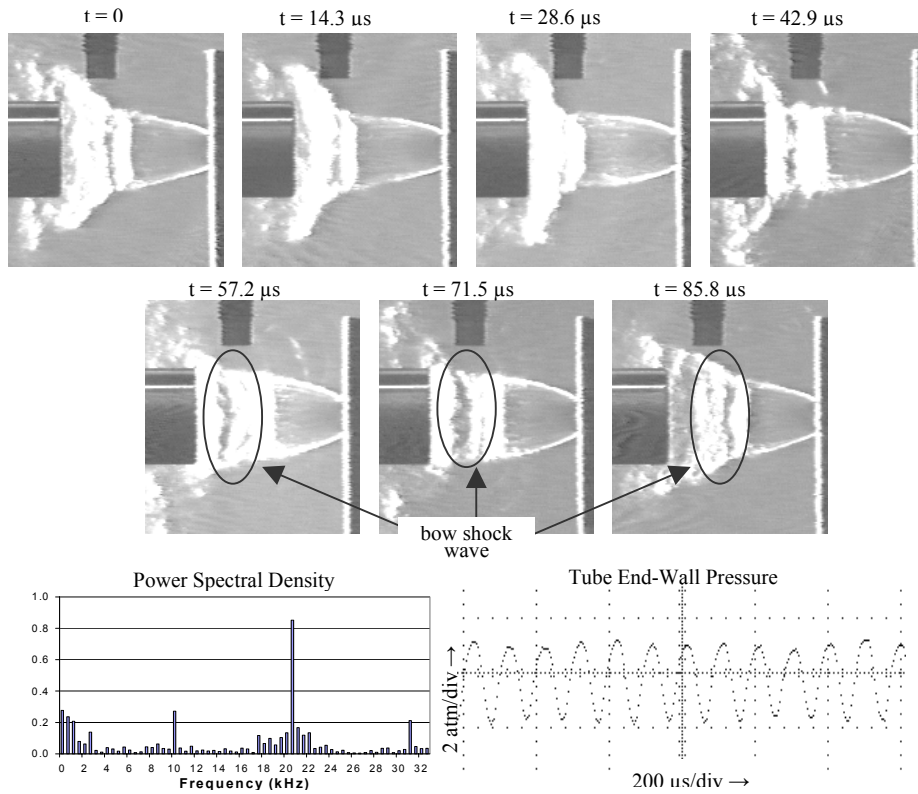 t = 0
t = 14.3 µs
t = 28.6 µs
t = 42.9 µs
t = 57.2 µs
t = 71.5 µs
t = 85.8 µs
bow shock
wave
Power Spectral Density
1.0
0.8
0.6
0.4
0.2
0.0
0 2 4 6 8 10 12 14 16 18 20 22 24 26 28 30 32
Frequency (kHz)
Tube End-Wall Pressure
2 atm/div →
200 µs/div →